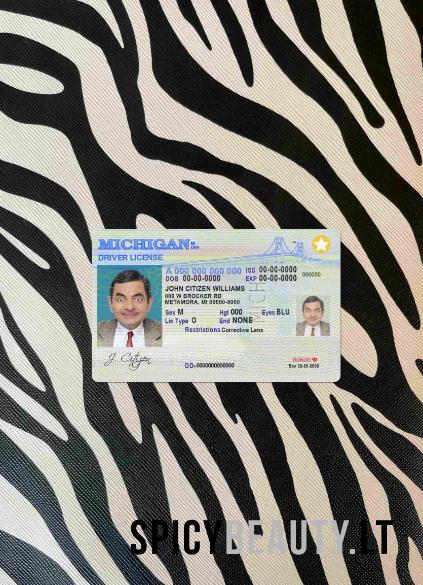 MICHIGAN
DRIVER LICENSE
A 000 000 000 000 ISS 00-00-0000
DOB 00-00-0000 EXP 00-00-0000 000000
JOHN CITIZEN WILLIAMS
000 W BROCKER RD
METAMORA, MI 00000-0000
Sex M Hgt 000 Eyes BLU
Lic Type O End NONE
Restrictions Corrective Lens
J. Citizen
DD: 0000000000000
DONOR
Rev 00-00-0000
SPICYBEAUTY.LT